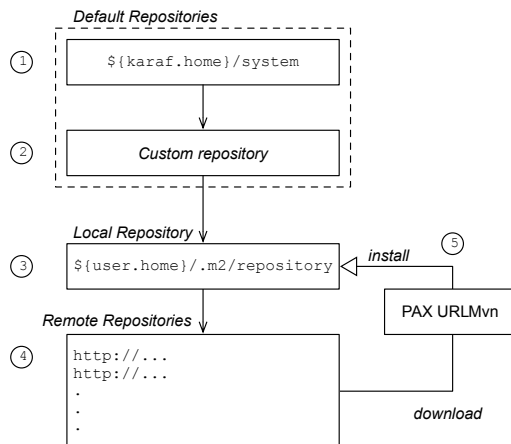 Default Repositories
1
${karaf.home}/system
2
Custom repository
Local Repository
5
install
3
${user.home}/.m2/repository
PAX URLMvn
Remote Repositories
4
http://...
http://...
.
.
.
download